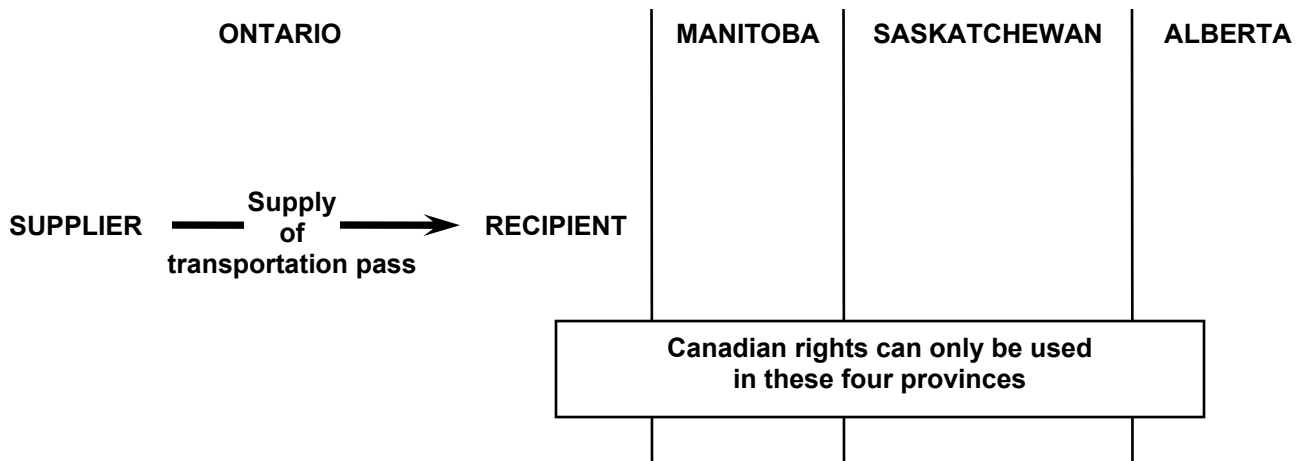 ONTARIO MANITOBA SASKATCHEWAN ALBERTA
SUPPLIER
Supply
of
transportation pass
RECIPIENT
Canadian rights can only be used
in these four provinces